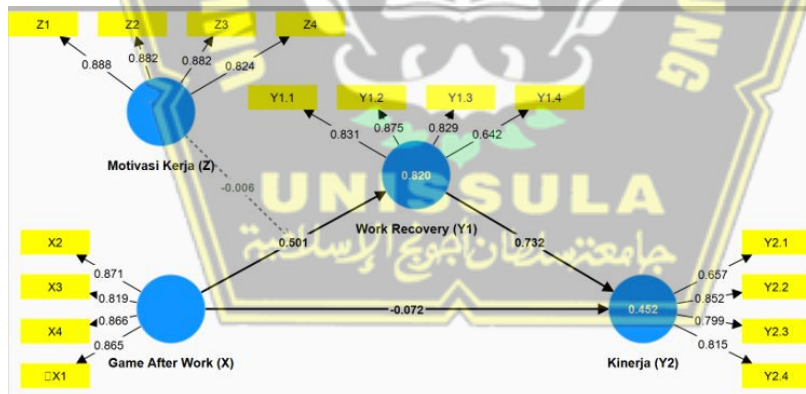 Z1 Z2 Z3 Z4
0.888 0.882 0.882 0.824
Y1.1 Y1.2 Y1.3 Y1.4
0.831 0.875 0.829 0.642
Motivasi Kerja (Z)
0.820
-0.006
UNISSULA
Work Recovery (Y1)
0.501 0.732
جامعتسلطان أجونج الإسلامية
X2
0.871
X3
0.819
X4
0.866
0.865
X1
Game After Work (X)
-0.072
0.452
Kinerja (Y2)
Y2.1
0.657
Y2.2
0.852
0.799
Y2.3
0.815
Y2.4
UNG